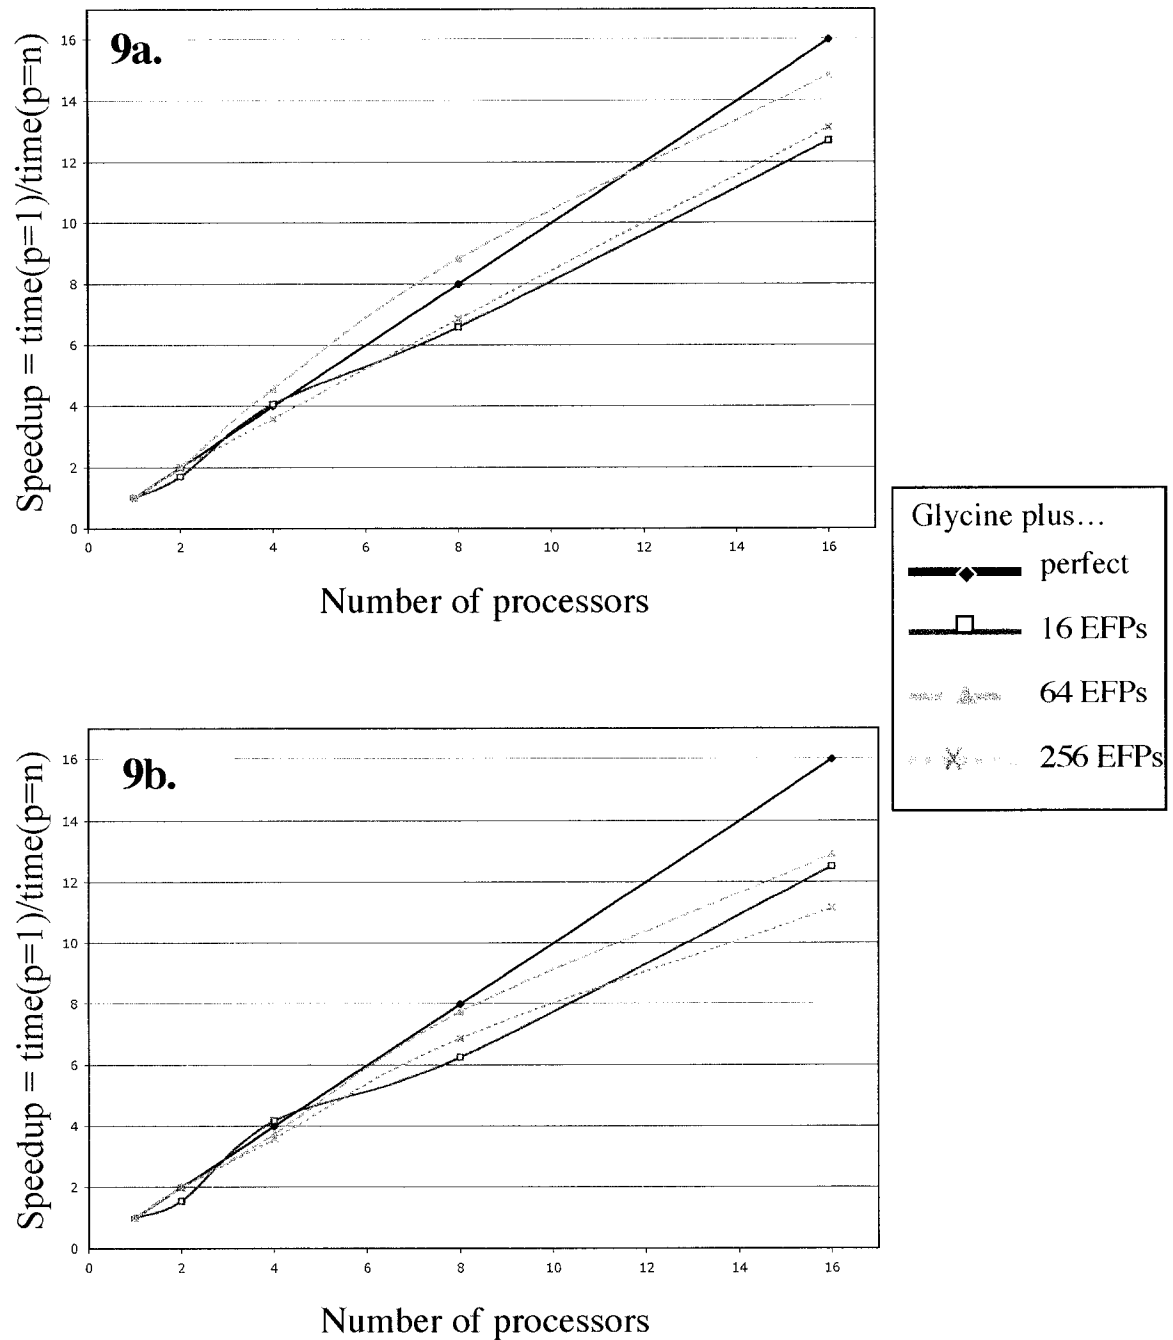 9a.
Speedup = time(p=1)/time(p=n)
16
14
12
10
8
6
4
2
0
0 2 4 6 8 10 12 14 16
Number of processors
Glycine plus...
perfect
16 EFPs
64 EFPs
256 EFPs
9b.
Speedup = time(p=1)/time(p=n)
16
14
12
10
8
6
4
2
0
0 2 4 6 8 10 12 14 16
Number of processors